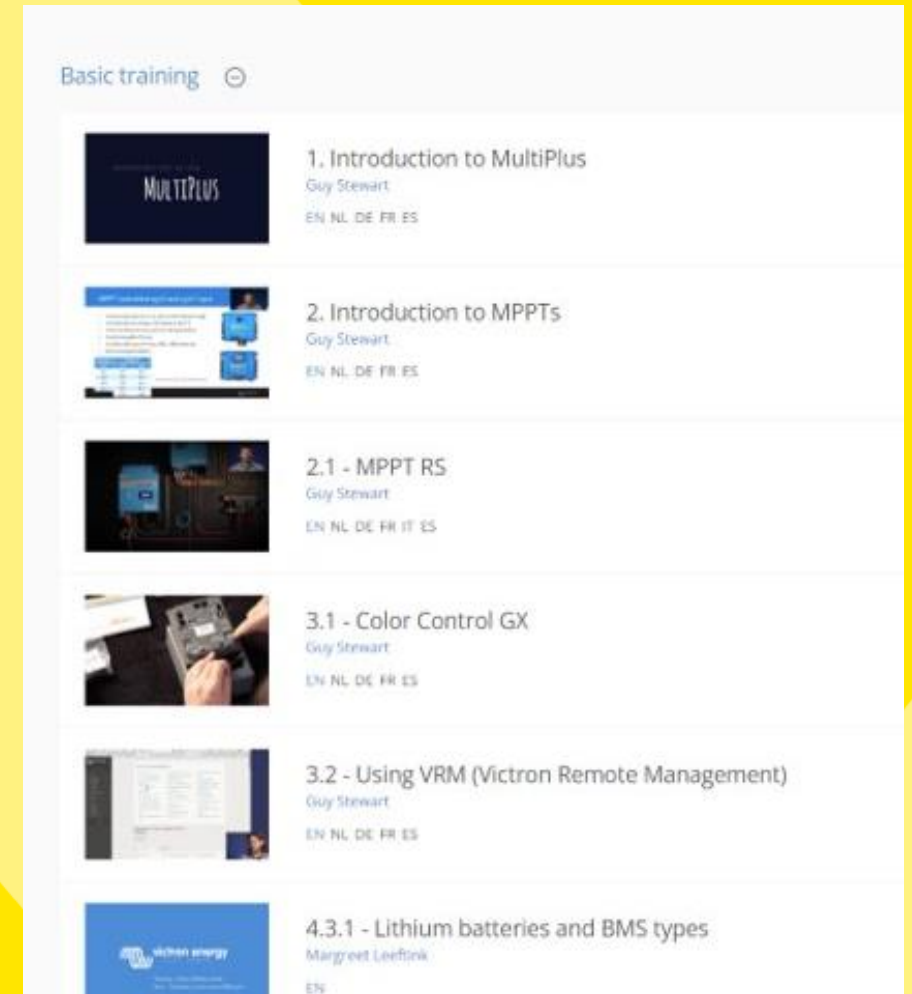 Basic training
MULTIPLUS
1. Introduction to MultiPlus
Guy Stewart
EN NL DE FR ES
2. Introduction to MPPTs
Guy Stewart
EN NL DE FR ES
2.1 - MPPT RS
Guy Stewart
EN NL DE FR IT ES
3.1 - Color Control GX
Guy Stewart
EN NL DE FR ES
3.2 - Using VRM (Victron Remote Management)
Guy Stewart
EN NL DE FR ES
victron energy
4.3.1 - Lithium batteries and BMS types
Margreet Leeftink
EN